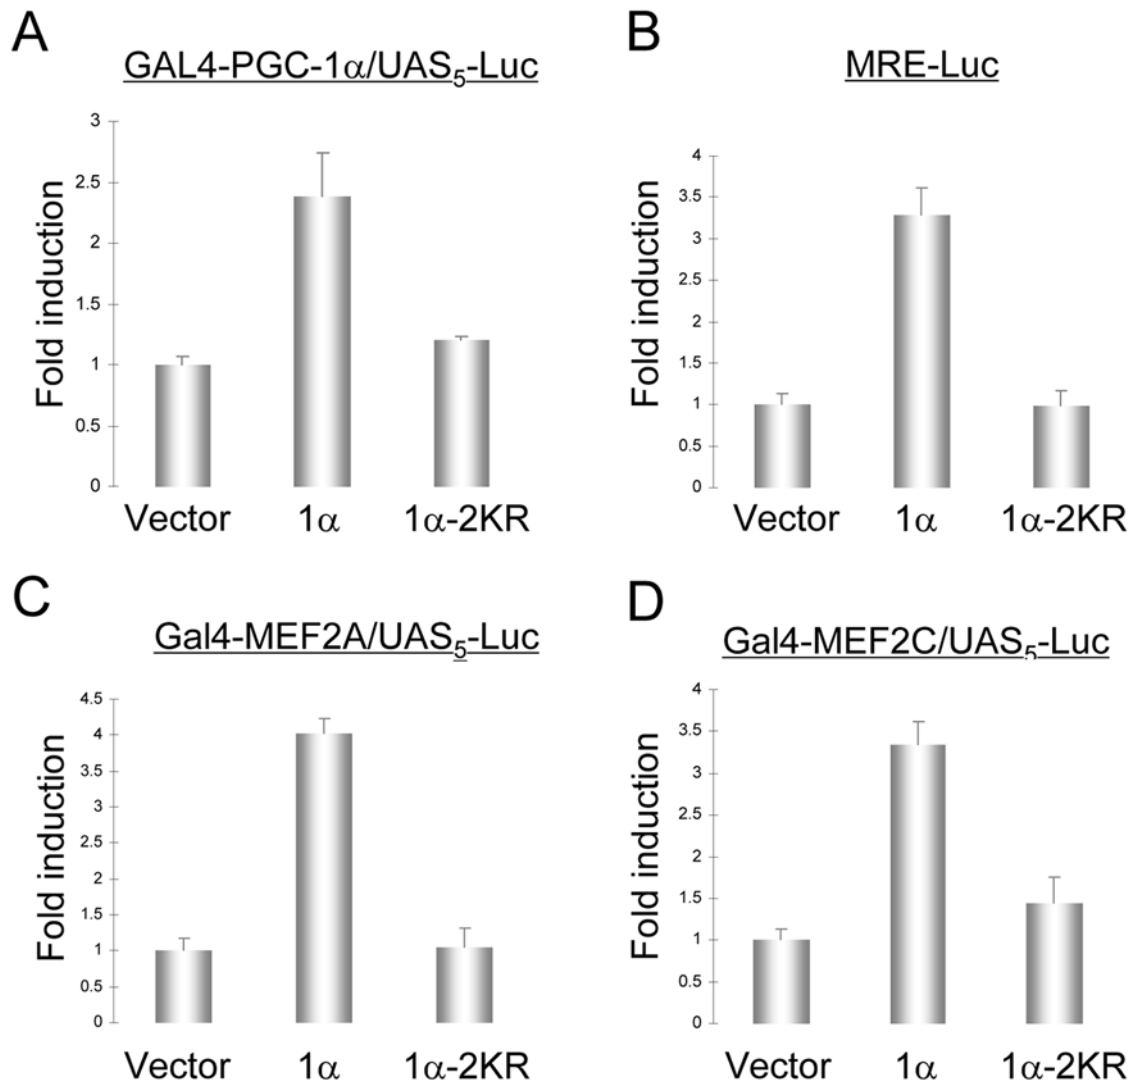 A
GAL4-PGC-1α/UAS5-Luc
Fold induction
3
2.5
2
1.5
1
0.5
0
Vector 1α 1α-2KR
B
MRE-Luc
Fold induction
4
3.5
3
2.5
2
1.5
1
0.5
0
Vector 1α 1α-2KR
C
Gal4-MEF2A/UAS5-Luc
Fold induction
4.5
4
3.5
3
2.5
2
1.5
1
0.5
0
Vector 1α 1α-2KR
D
Gal4-MEF2C/UAS5-Luc
Fold induction
4
3.5
3
2.5
2
1.5
1
0.5
0
Vector 1α 1α-2KR